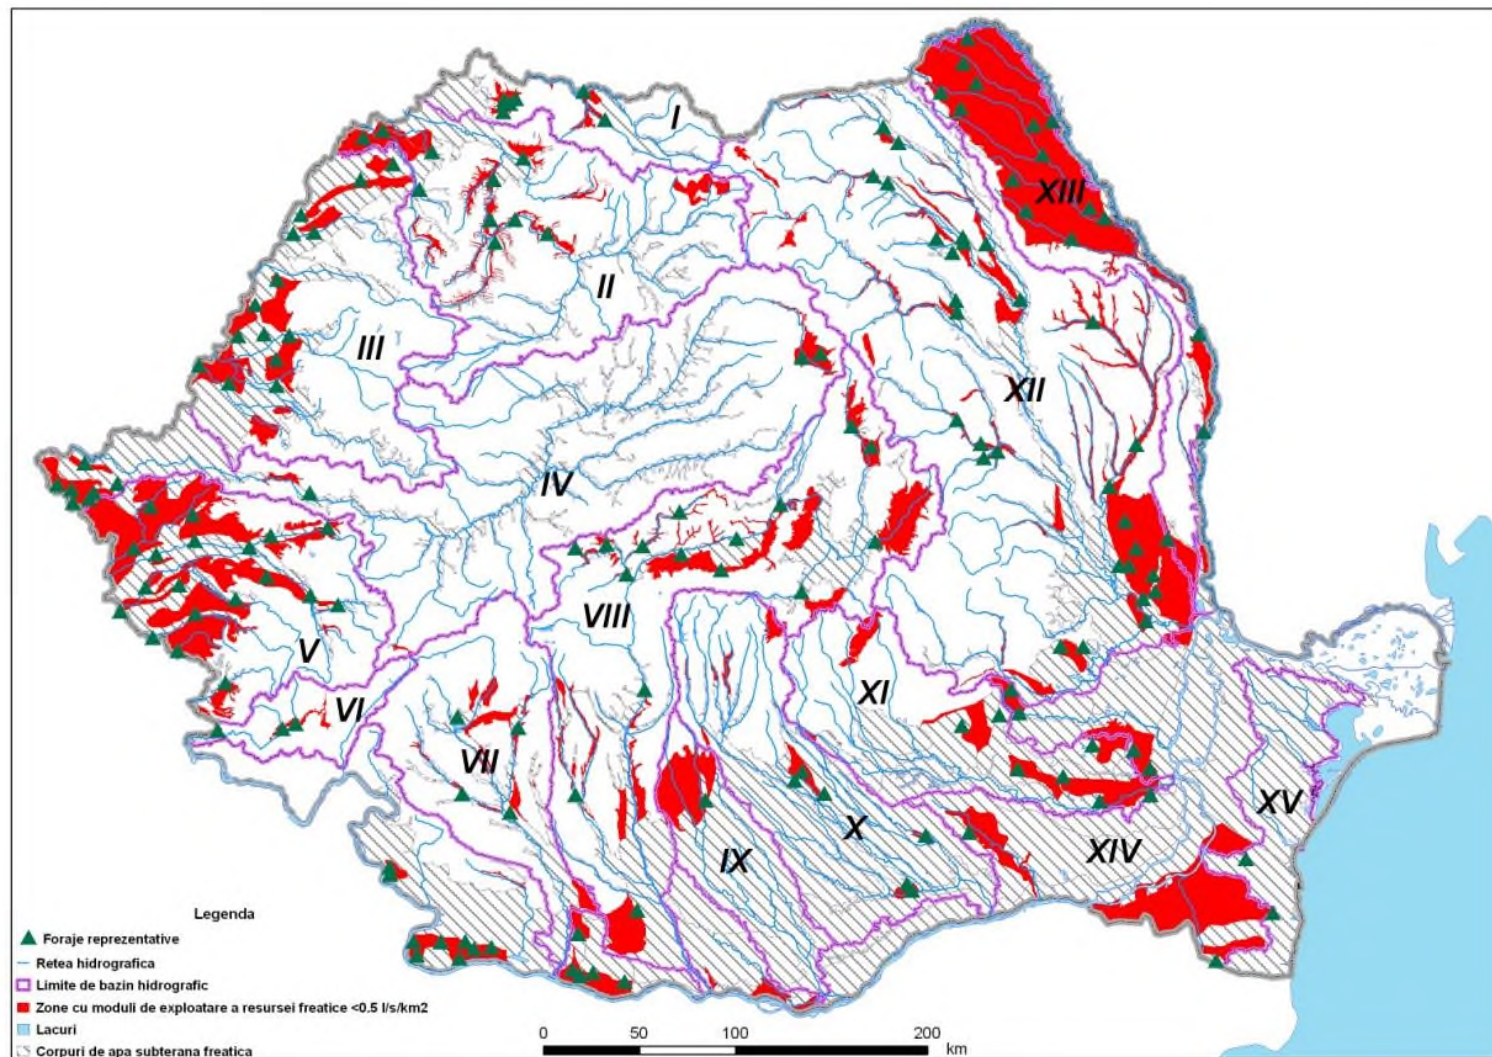 I
XIII
II
III
XII
IV
VIII
V
VI
XI
VII
XV
X
IX
XIV
Legenda
Foraje reprezentative
Retea hidrografica
Limite de bazin hidrografic
Zone cu moduli de exploatare a resursei freatice <0.5 l/s/km2
Lacuri
Corpuri de apa subterana freatica
0 50 100 200
km